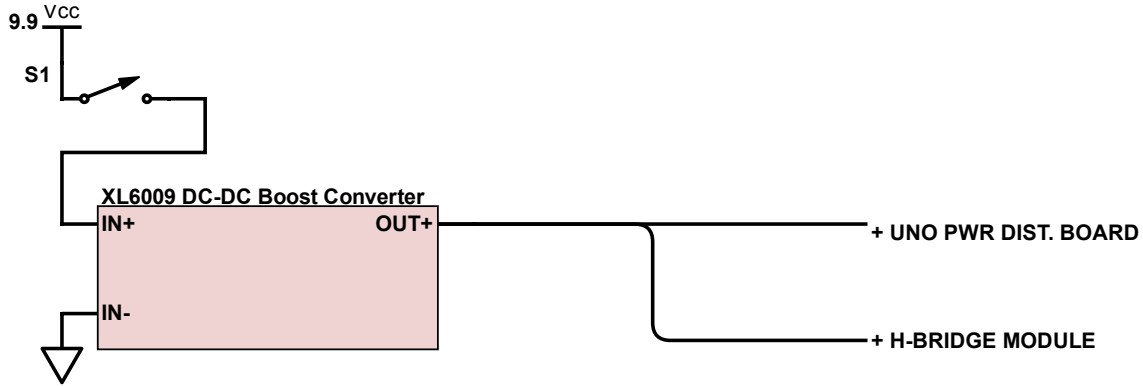 9.9 Vcc
S1
XL6009 DC-DC Boost Converter
IN+ OUT+
+ UNO PWR DIST. BOARD
IN-
+ H-BRIDGE MODULE